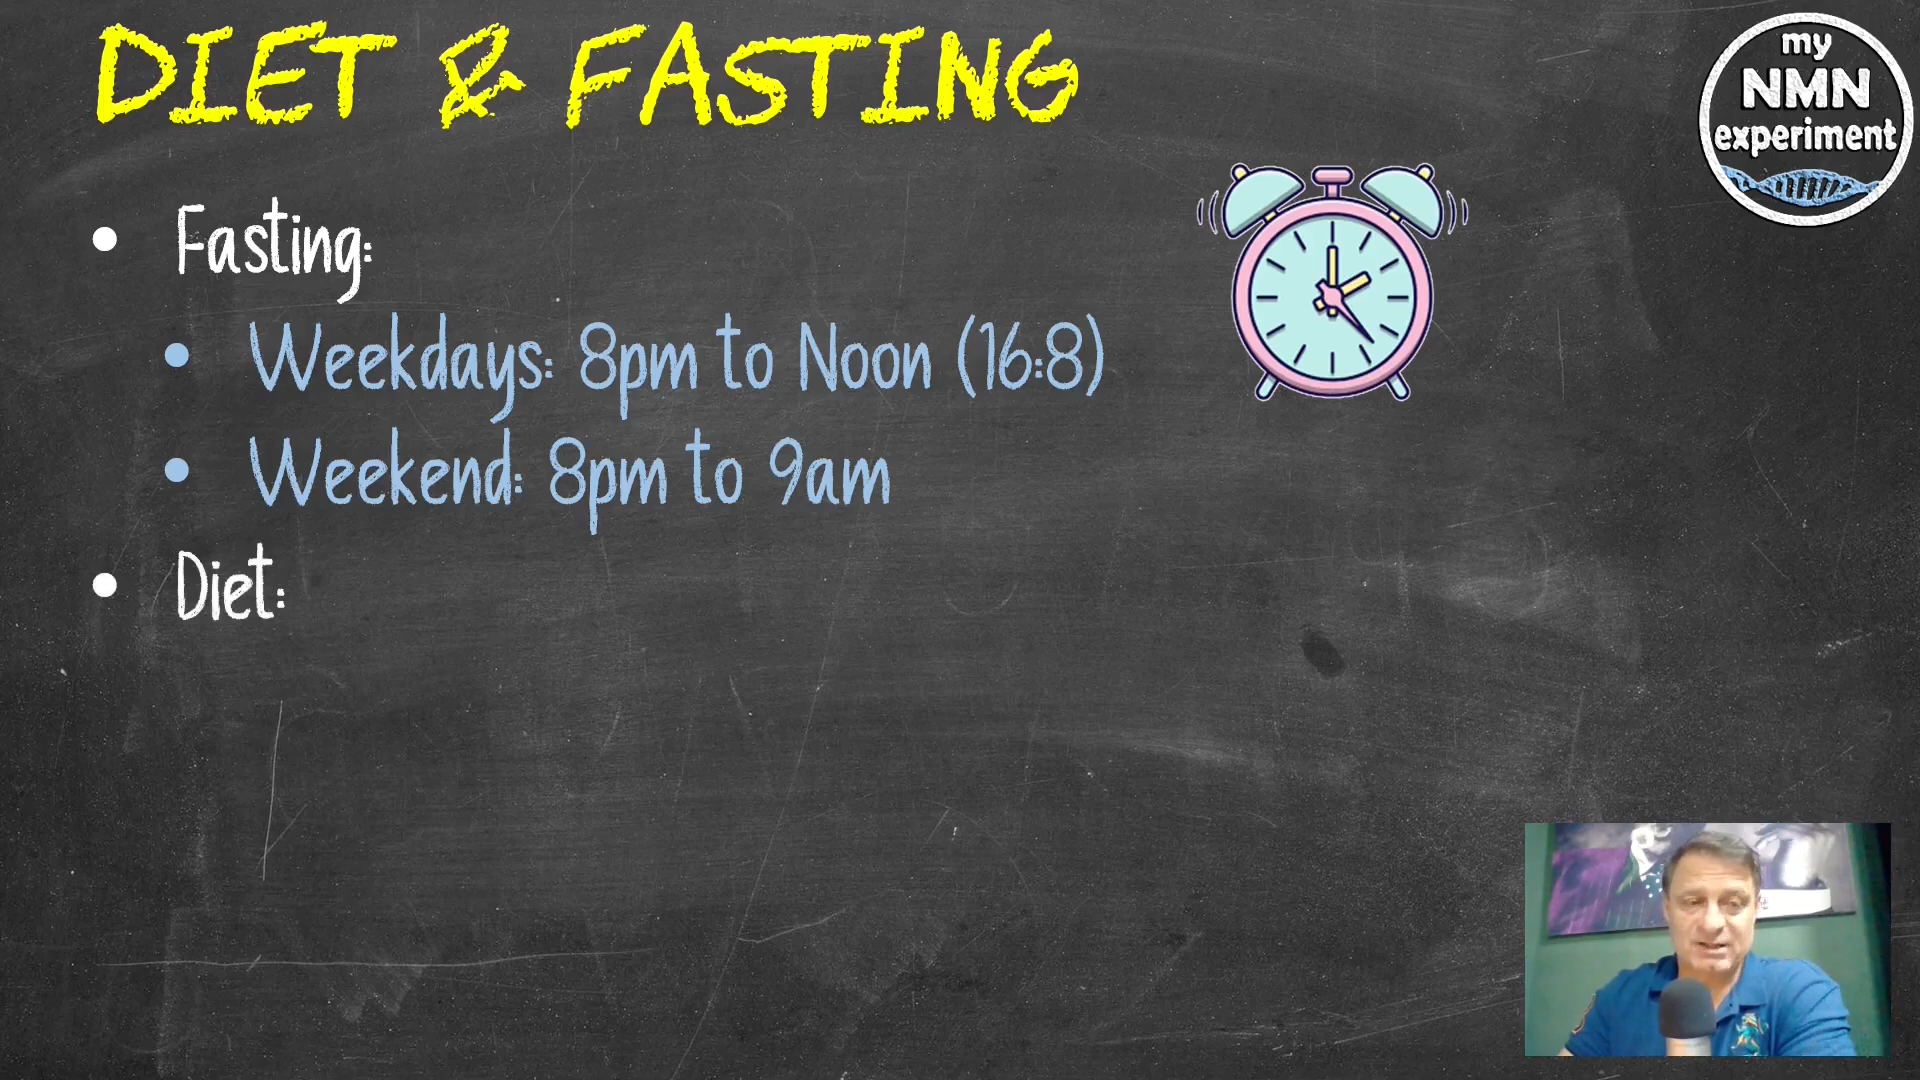 DIET & FASTING
my
NMN
experiment
• Fasting:
• Weekdays: 8pm to Noon (16:8)
• Weekend: 8pm to 9am
• Diet: